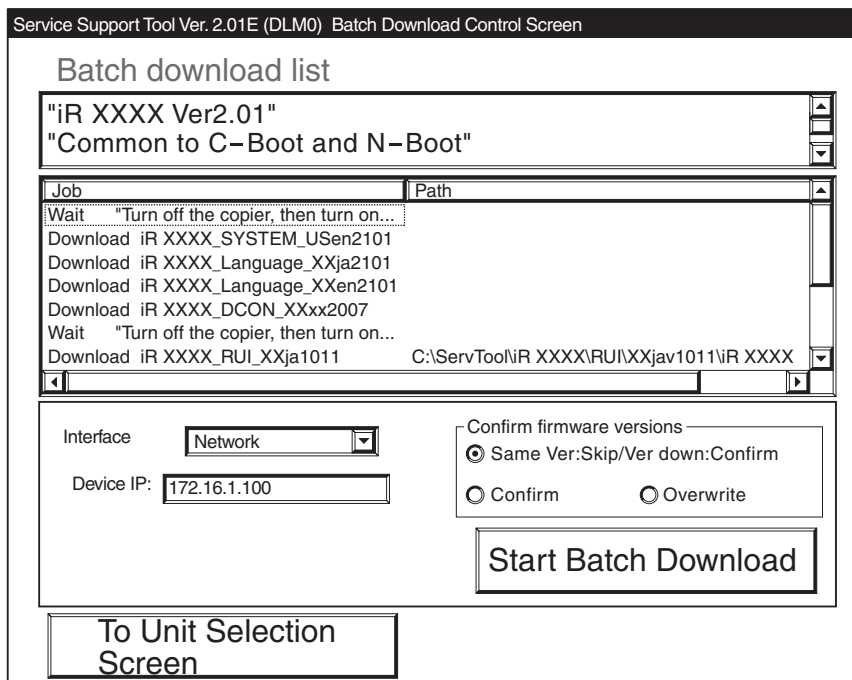 Service Support Tool Ver. 2.01E (DLM0)  Batch Download Control Screen
Batch download list
"iR XXXX Ver2.01"
"Common to C-Boot and N-Boot"
Job Path
Wait "Turn off the copier, then turn on...
Download iR XXXX_SYSTEM_USen2101
Download iR XXXX_Language_XXja2101
Download iR XXXX_Language_XXen2101
Download iR XXXX_DCON_XXxx2007
Wait "Turn off the copier, then turn on...
Download iR XXXX_RUI_XXja1011 C:\ServTool\iR XXXX\RUI\XXjav1011\iR XXXX
Interface Network
Device IP: 172.16.1.100
Confirm firmware versions
Same Ver:Skip/Ver down:Confirm
Confirm Overwrite
Start Batch Download
To Unit Selection
Screen